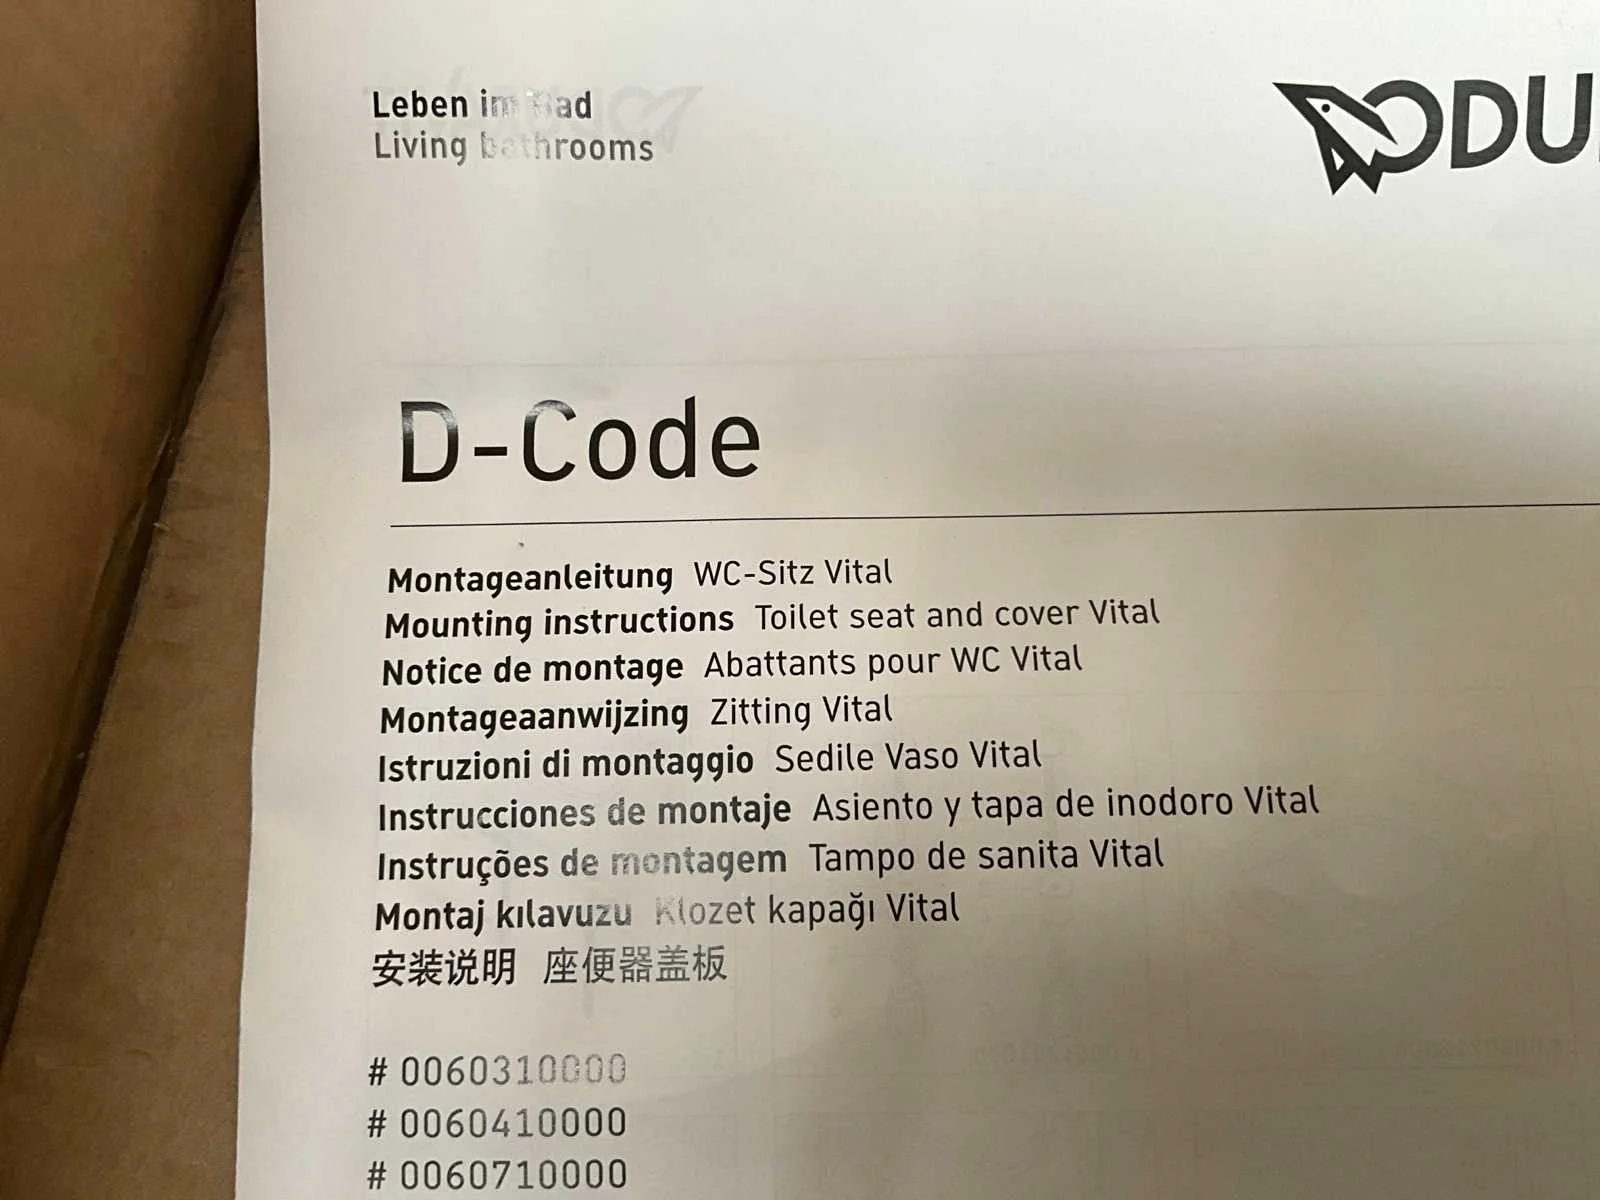 Leben im Bad
Living bathrooms
DU
D-Code
Montageanleitung WC-Sitz Vital
Mounting instructions Toilet seat and cover Vital
Notice de montage Abattants pour WC Vital
Montageaanwijzing Zitting Vital
Istruzioni di montaggio Sedile Vaso Vital
Instrucciones de montaje Asiento y tapa de inodoro Vital
Instruções de montagem Tampo de sanita Vital
Montaj kılavuzu Klozet kapağı Vital
安装说明 座便器盖板
# 0060310000
# 0060410000
# 0060710000